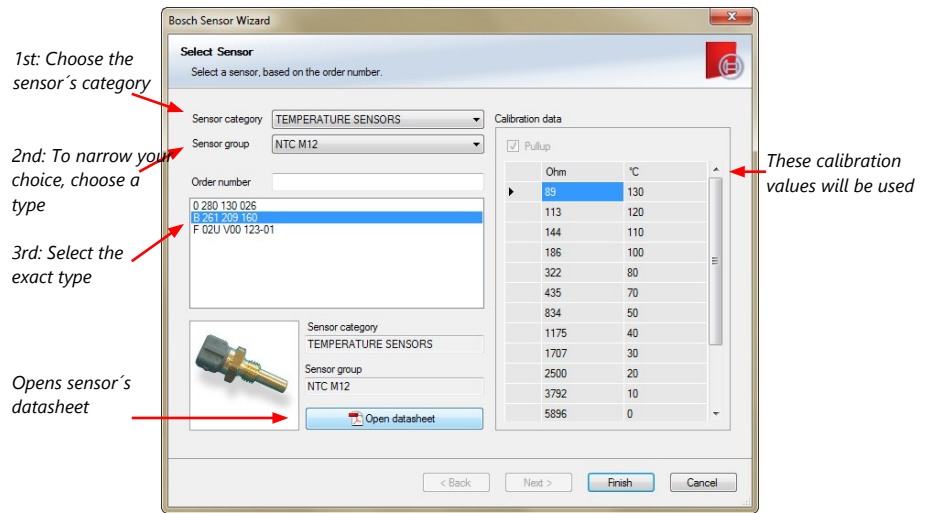 Bosch Sensor Wizard
Select Sensor
Select a sensor, based on the order number.
1st: Choose the
sensor´s category
2nd: To narrow your
choice, choose a
type
3rd: Select the
exact type
Opens sensor´s
datasheet
Sensor category TEMPERATURE SENSORS
Sensor group NTC M12
Order number
0 280 130 026
B 261 209 160
F 02U V00 123-01
Sensor category
TEMPERATURE SENSORS
Sensor group
NTC M12
Open datasheet
Calibration data
Pullup
Ohm °C
89 130
113 120
144 110
186 100
322 80
435 70
834 50
1175 40
1707 30
2500 20
3792 10
5896 0
These calibration
values will be used
< Back Next > Finish Cancel